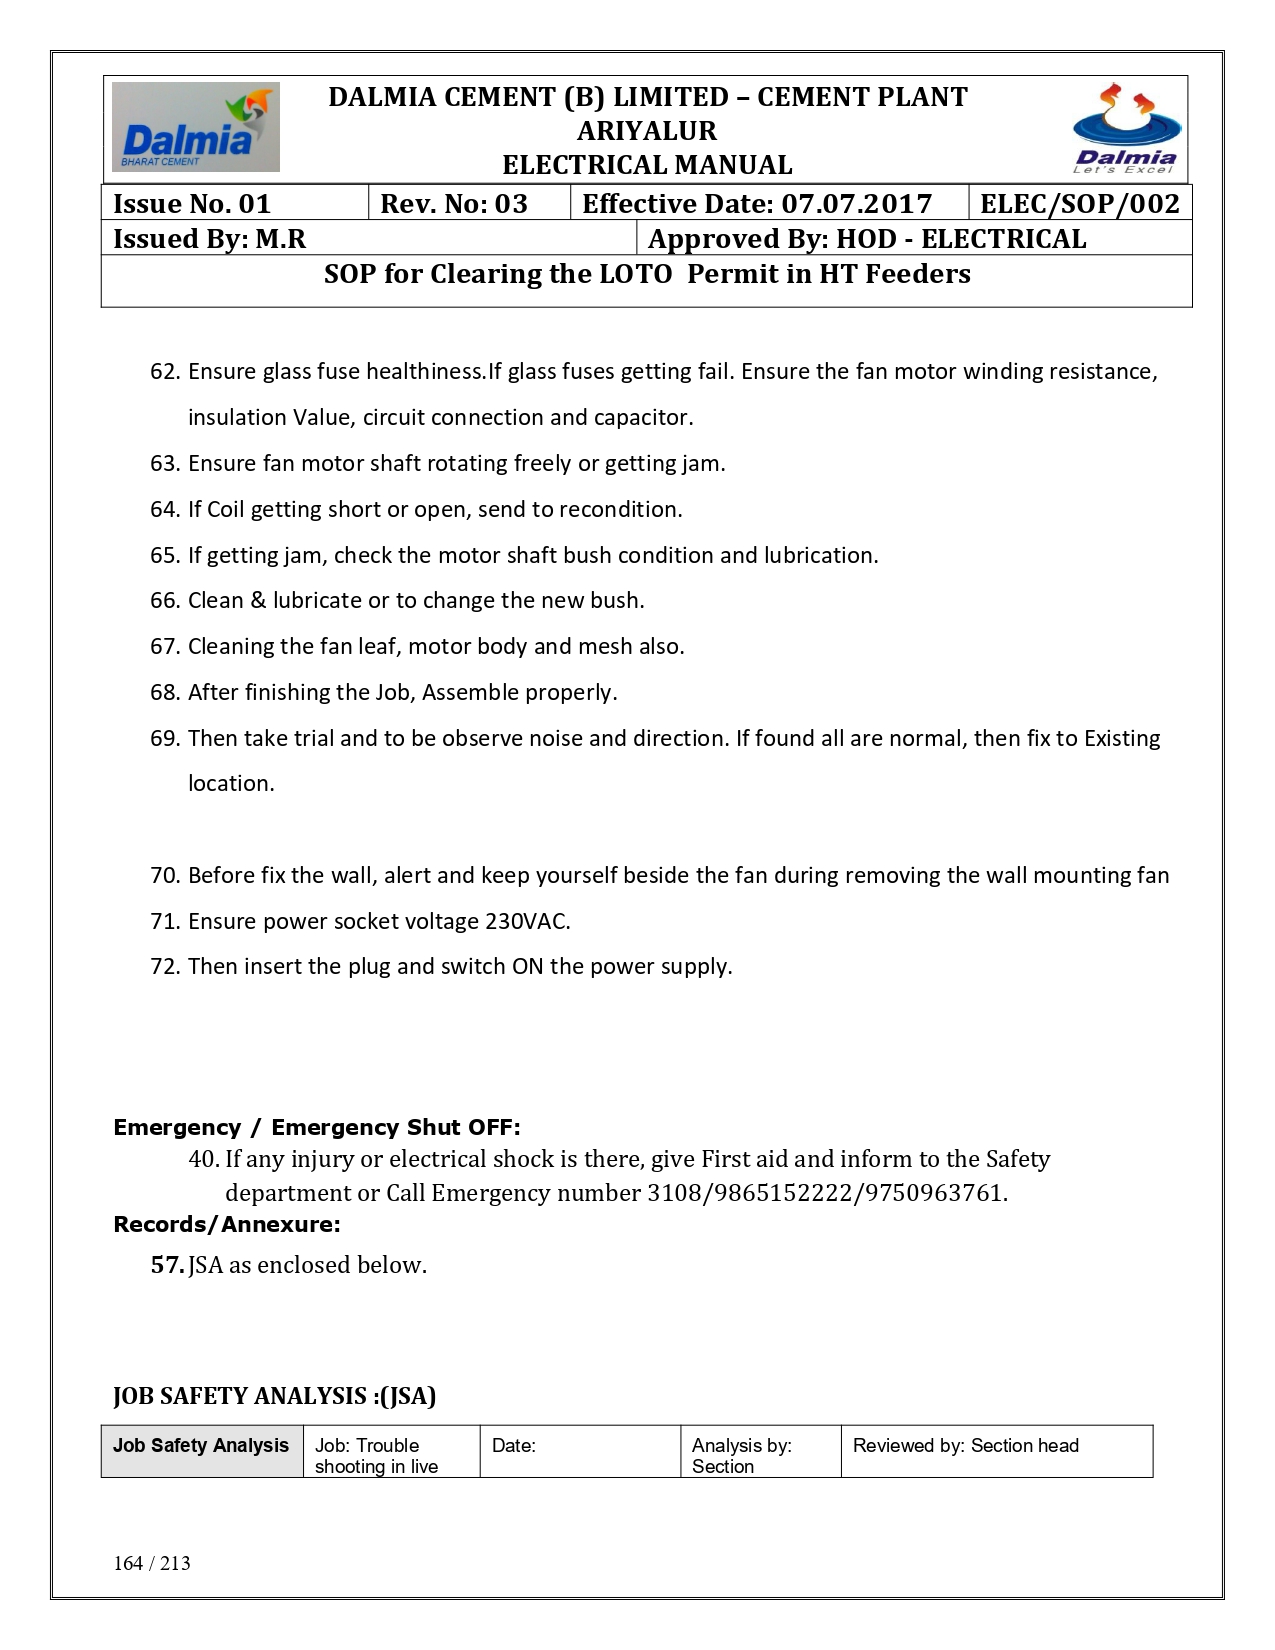 Dalmia
BHARAT CEMENT
DALMIA CEMENT (B) LIMITED – CEMENT PLANT
ARIYALUR
ELECTRICAL MANUAL
Dalmia
Let's Excel
Issue No. 01 Rev. No: 03 Effective Date: 07.07.2017 ELEC/SOP/002
Issued By: M.R Approved By: HOD - ELECTRICAL
SOP for Clearing the LOTO  Permit in HT Feeders
62. Ensure glass fuse healthiness.If glass fuses getting fail. Ensure the fan motor winding resistance,
insulation Value, circuit connection and capacitor.
63. Ensure fan motor shaft rotating freely or getting jam.
64. If Coil getting short or open, send to recondition.
65. If getting jam, check the motor shaft bush condition and lubrication.
66. Clean & lubricate or to change the new bush.
67. Cleaning the fan leaf, motor body and mesh also.
68. After finishing the Job, Assemble properly.
69. Then take trial and to be observe noise and direction. If found all are normal, then fix to Existing
location.
70. Before fix the wall, alert and keep yourself beside the fan during removing the wall mounting fan
71. Ensure power socket voltage 230VAC.
72. Then insert the plug and switch ON the power supply.
Emergency / Emergency Shut OFF:
40. If any injury or electrical shock is there, give First aid and inform to the Safety
department or Call Emergency number 3108/9865152222/9750963761.
Records/Annexure:
57. JSA as enclosed below.
JOB SAFETY ANALYSIS :(JSA)
Job Safety Analysis Job: Trouble Date: Analysis by: Reviewed by: Section head
shooting in live Section
164 / 213